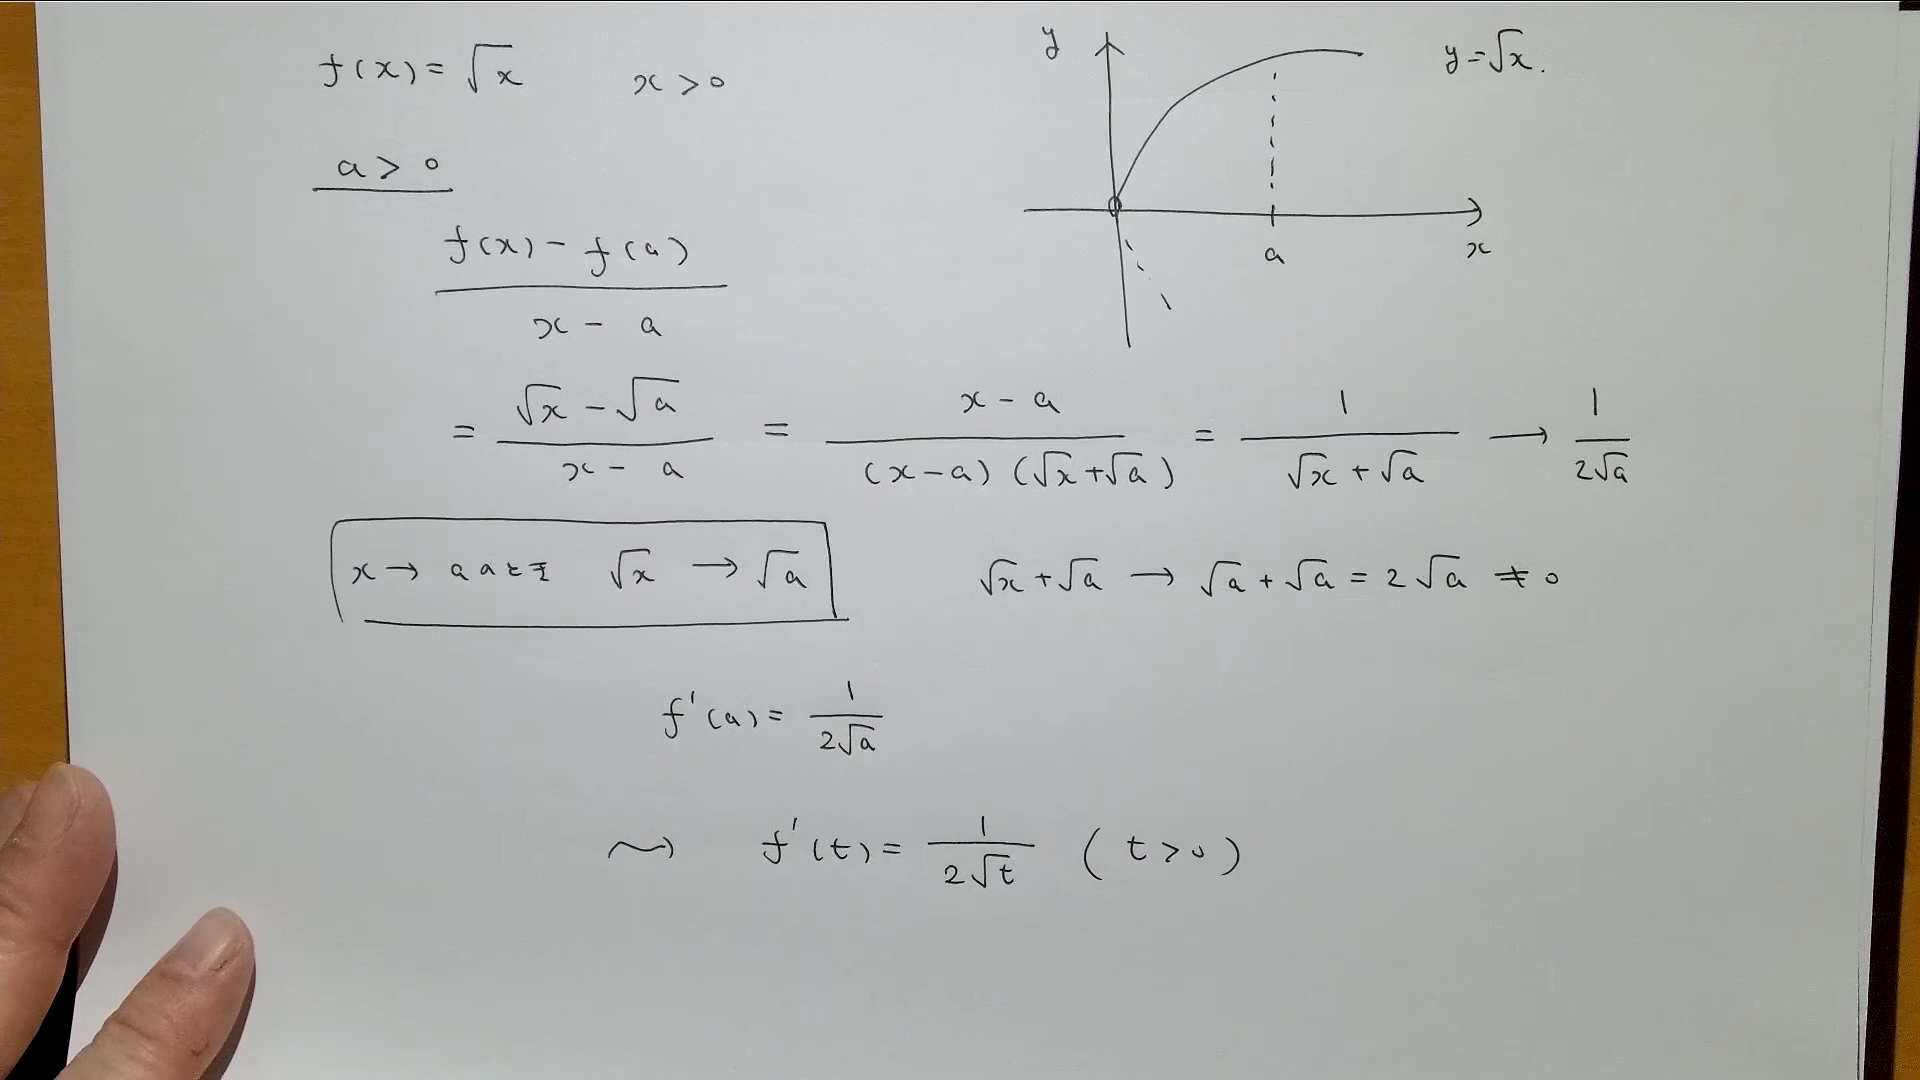 f(x) = √x   x > 0
a > 0
y
y = √x.
a
x
(f(x) - f(a)) / (x - a)
= (√x - √a) / (x - a) = (x - a) / ((x - a)(√x + √a)) = 1 / (√x + √a) → 1 / (2√a)
x → a のとき √x → √a
√x + √a → √a + √a = 2√a ≠ 0
f'(a) = 1 / (2√a)
⇝ f'(t) = 1 / (2√t) ( t > 0 )